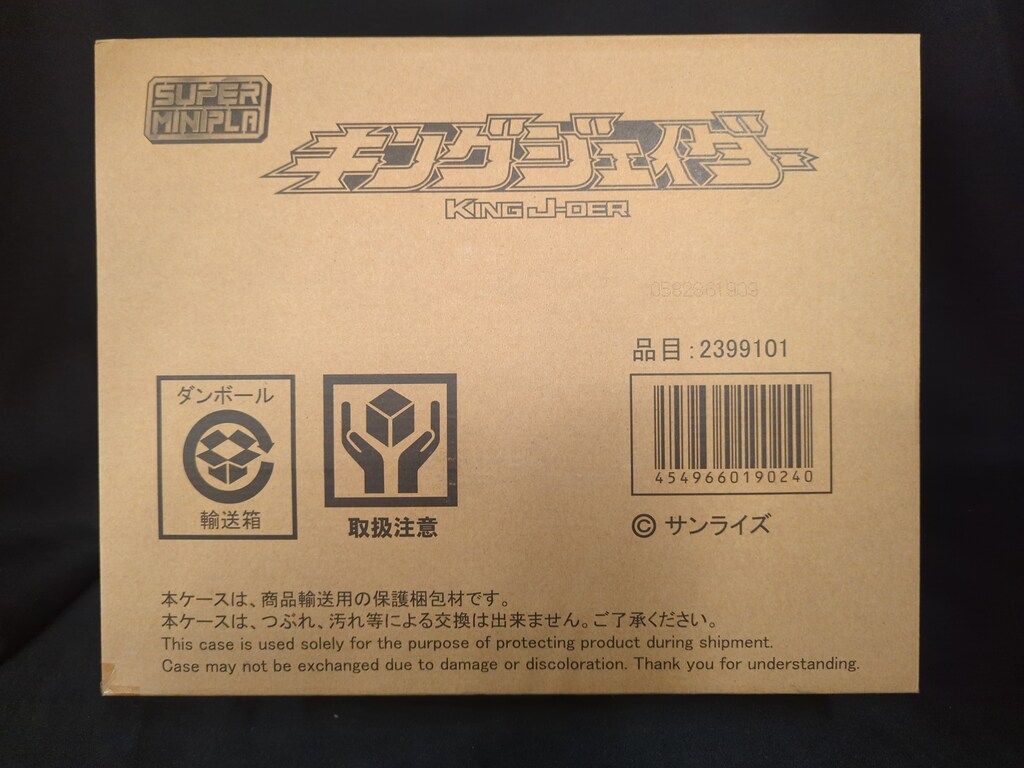 SUPER
MINIPLA
キングジェイダー
KING J-DER
0582861909
品目:2399101
ダンボール
輸送箱
取扱注意
4549660190240
© サンライズ
本ケースは、商品輸送用の保護梱包材です。
本ケースは、つぶれ、汚れ等による交換は出来ません。ご了承ください。
This case is used solely for the purpose of protecting product during shipment.
Case may not be exchanged due to damage or discoloration. Thank you for understanding.